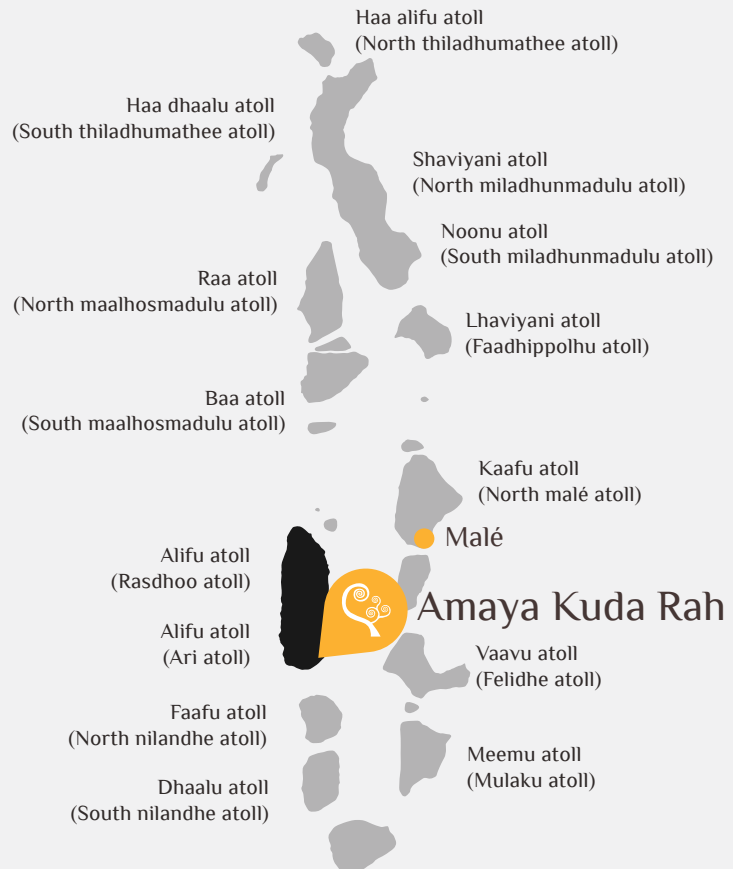 Haa alifu atoll
(North thiladhumathee atoll)
Haa dhaalu atoll
(South thiladhumathee atoll)
Shaviyani atoll
(North miladhunmadulu atoll)
Noonu atoll
(South miladhunmadulu atoll)
Raa atoll
(North maalhosmadulu atoll)
Lhaviyani atoll
(Faadhippolhu atoll)
Baa atoll
(South maalhosmadulu atoll)
Kaafu atoll
(North malé atoll)
Malé
Alifu atoll
(Rasdhoo atoll)
Amaya Kuda Rah
Alifu atoll
(Ari atoll)
Vaavu atoll
(Felidhe atoll)
Faafu atoll
(North nilandhe atoll)
Meemu atoll
(Mulaku atoll)
Dhaalu atoll
(South nilandhe atoll)